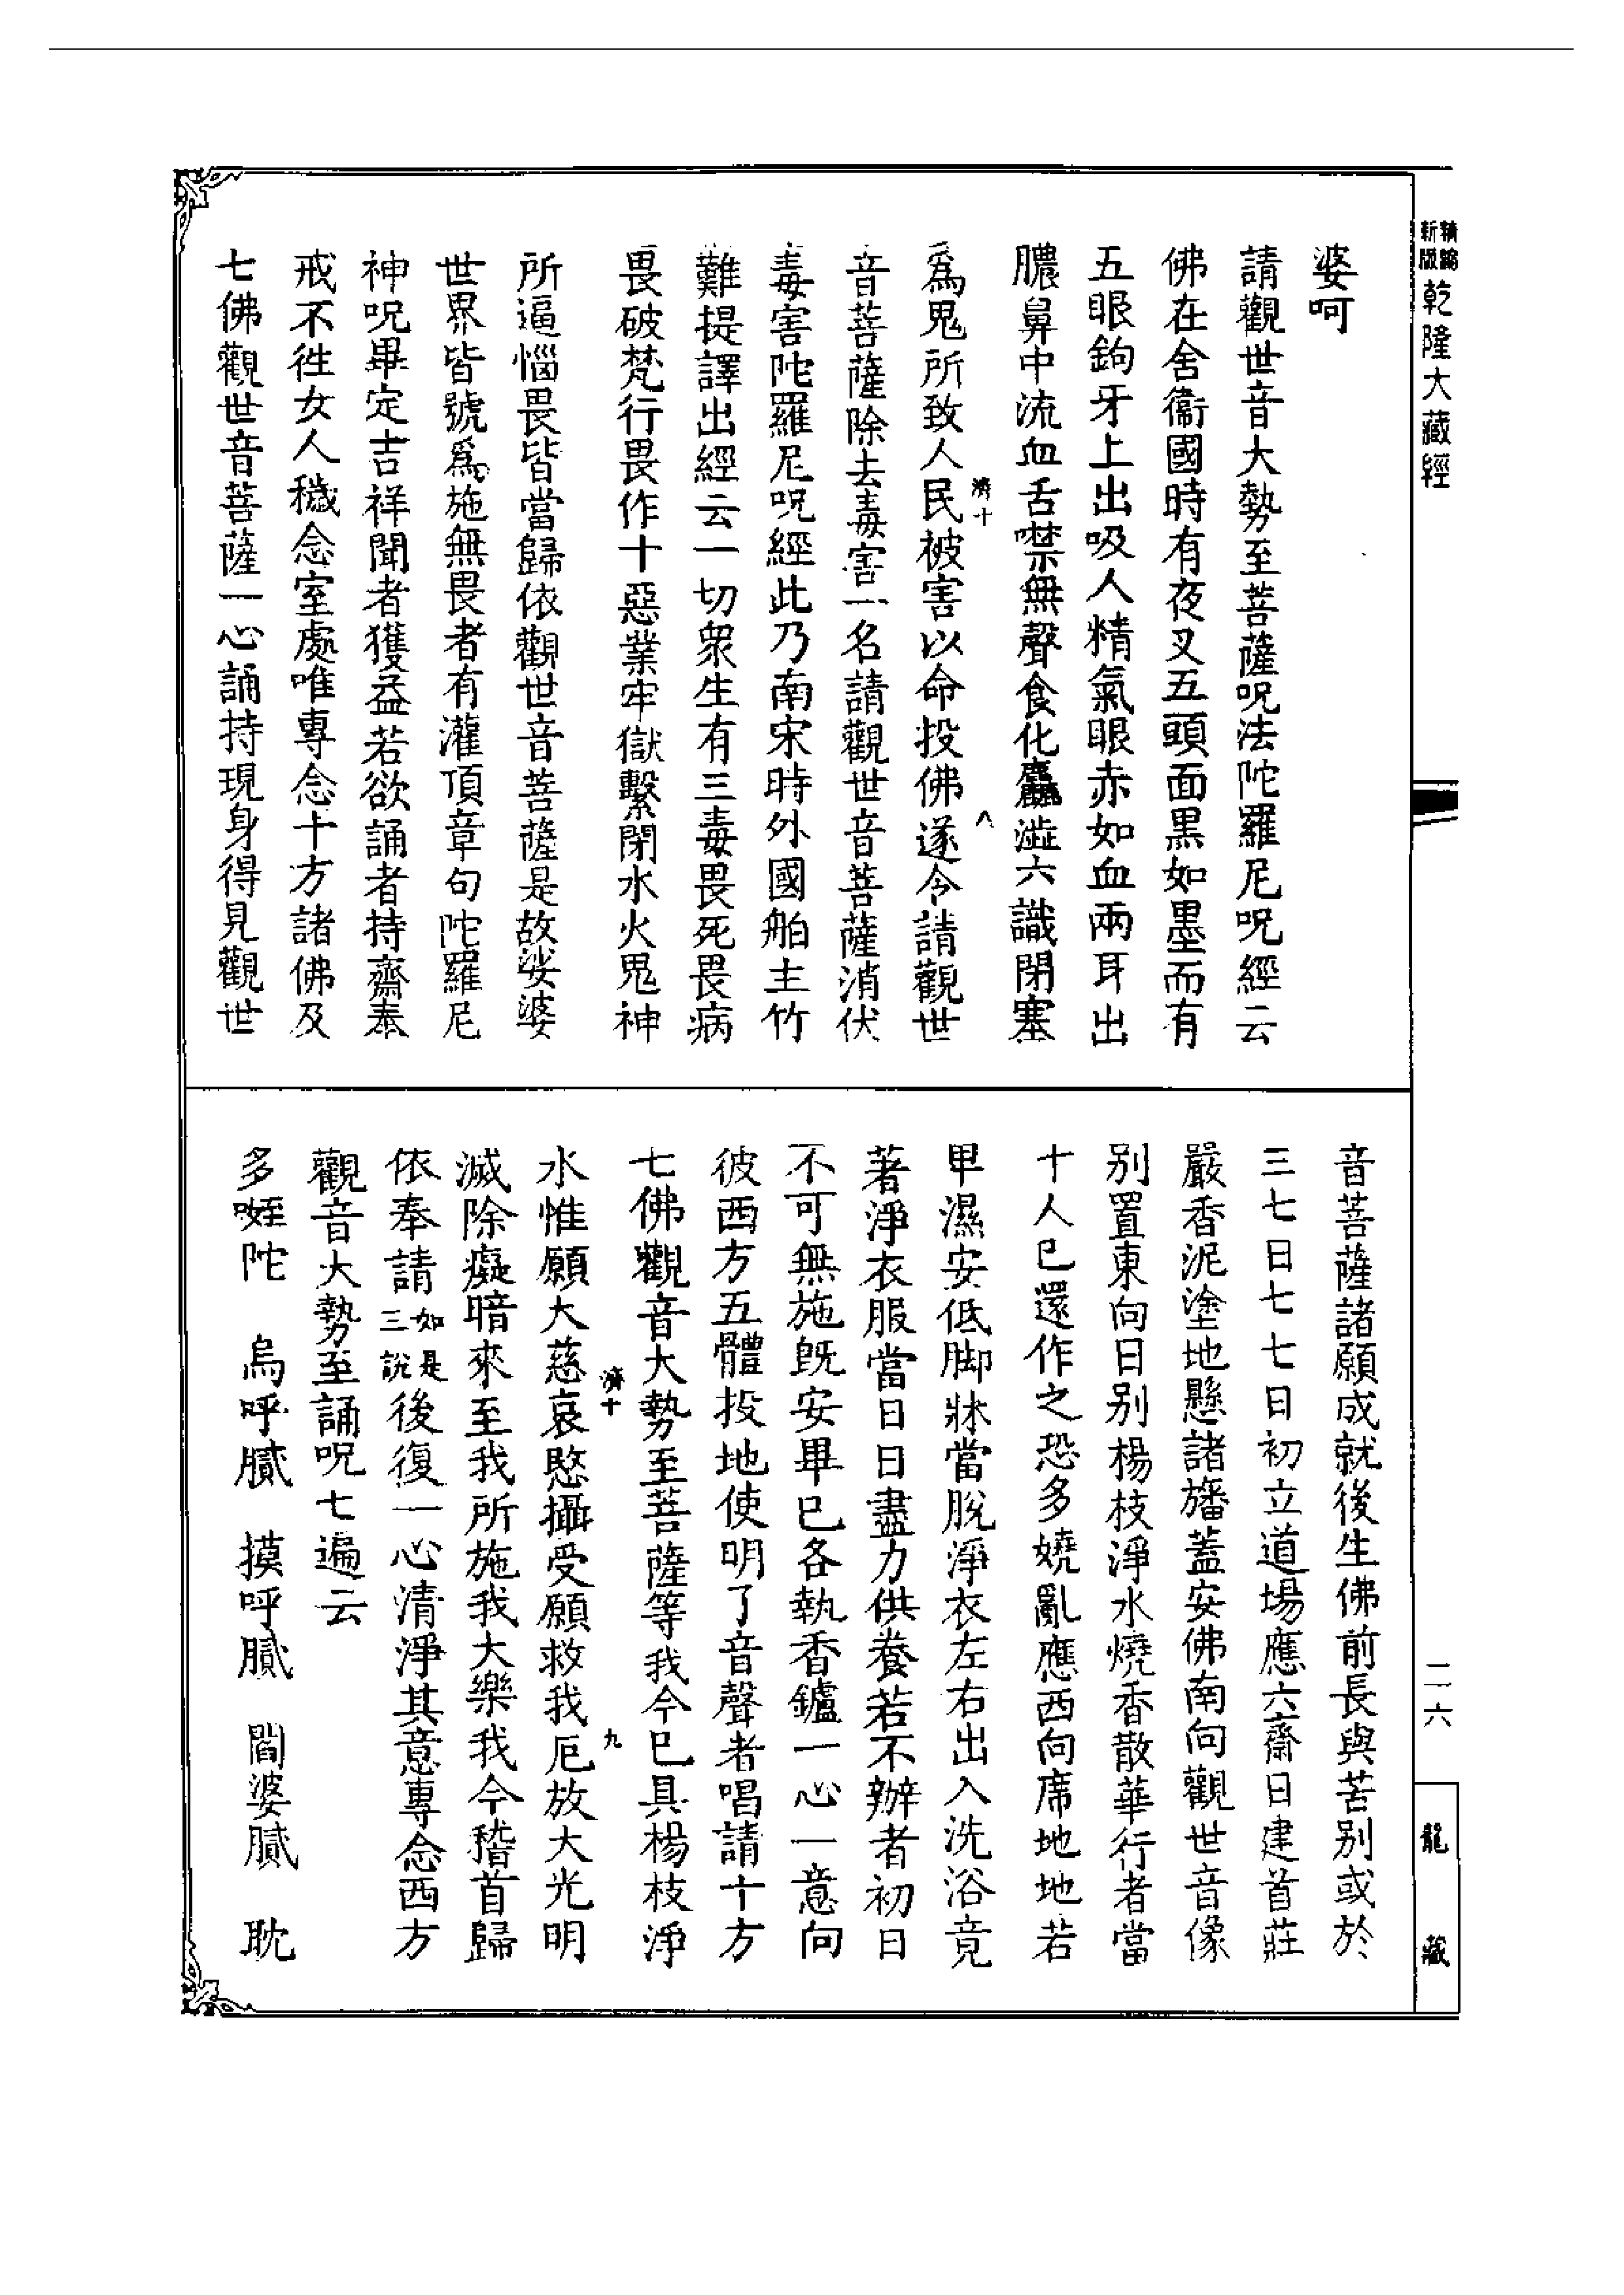 新版
精縮
乾隆大藏經
二六
龍藏
婆呵
請觀世音大勢至菩薩呪法陀羅尼呪經云
佛在舍衞國時有夜叉五頭面黒如墨而有
五眼鉤牙上出吸人精氣眼赤如血兩耳出
膿鼻中流血舌噤無聲食化麤澁六識閉塞
爲鬼所致人民被害以命投佛遂令請觀世
濟十
八
音菩薩除去毒害一名請觀世音菩薩消伏
毒害陀羅尼呪經此乃南宋時外國舶主竹
難提譯出經云一切衆生有三毒畏死畏病
畏破梵行畏作十惡業牢獄繫閉水火鬼神
所逼惱畏皆當歸依觀世音菩薩是故娑婆
世界皆號爲施無畏者有灌頂章句陀羅尼
神呪畢定吉祥聞者獲益若欲誦者持齋奉
戒不徃女人穢念室處唯專念十方諸佛及
七佛觀世音菩薩一心誦持現身得見觀世
音菩薩諸願成就後生佛前長與苦別或於
三七日七七日初立道場應六齋日建首莊
嚴香泥塗地懸諸旛蓋安佛南向觀世音像
別置東向日別楊枝淨水燒香散華行者當
十人已還作之恐多嬈亂應西向席地地若
卑濕安低脚牀當脫淨衣左右出入洗浴竟
著淨衣服當日日盡力供養若不辦者初日
不可無施旣安畢已各執香鑪一心一意向
彼西方五體投地使明了音聲者唱請十方
七佛觀音大勢至菩薩等我今已具楊枝淨
濟十
九
水惟願大慈哀愍攝受願救我厄放大光明
滅除癡暗來至我所施我大樂我今稽首歸
依奉請如是三說後復一心清淨其意專念西方
觀音大勢至誦呪七遍云
多㗌陀　烏呼膩　摸呼膩　閻婆膩　耽